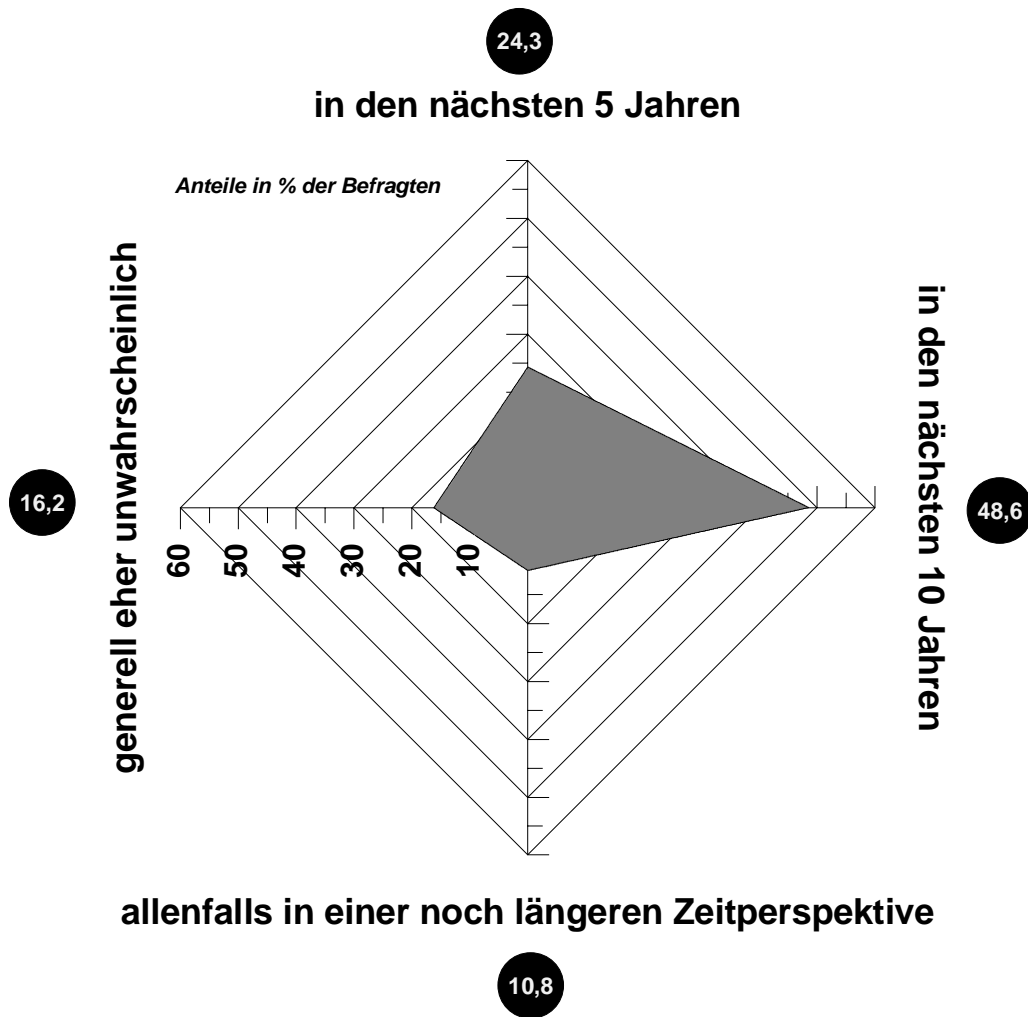 24,3
in den nächsten 5 Jahren
Anteile in % der Befragten
generell eher unwahrscheinlich
16,2
60
50
40
30
20
10
in den nächsten 10 Jahren
48,6
allenfalls in einer noch längeren Zeitperspektive
10,8